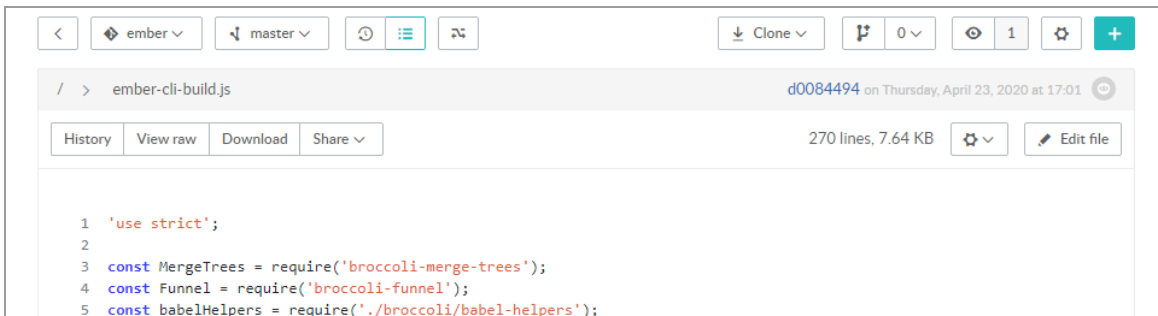 ember master Clone 0 1
/ > ember-cli-build.js d0084494 on Thursday, April 23, 2020 at 17:01
History View raw Download Share 270 lines, 7.64 KB Edit file
1 'use strict';
2
3 const MergeTrees = require('broccoli-merge-trees');
4 const Funnel = require('broccoli-funnel');
5 const babelHelpers = require('./broccoli/babel-helpers');